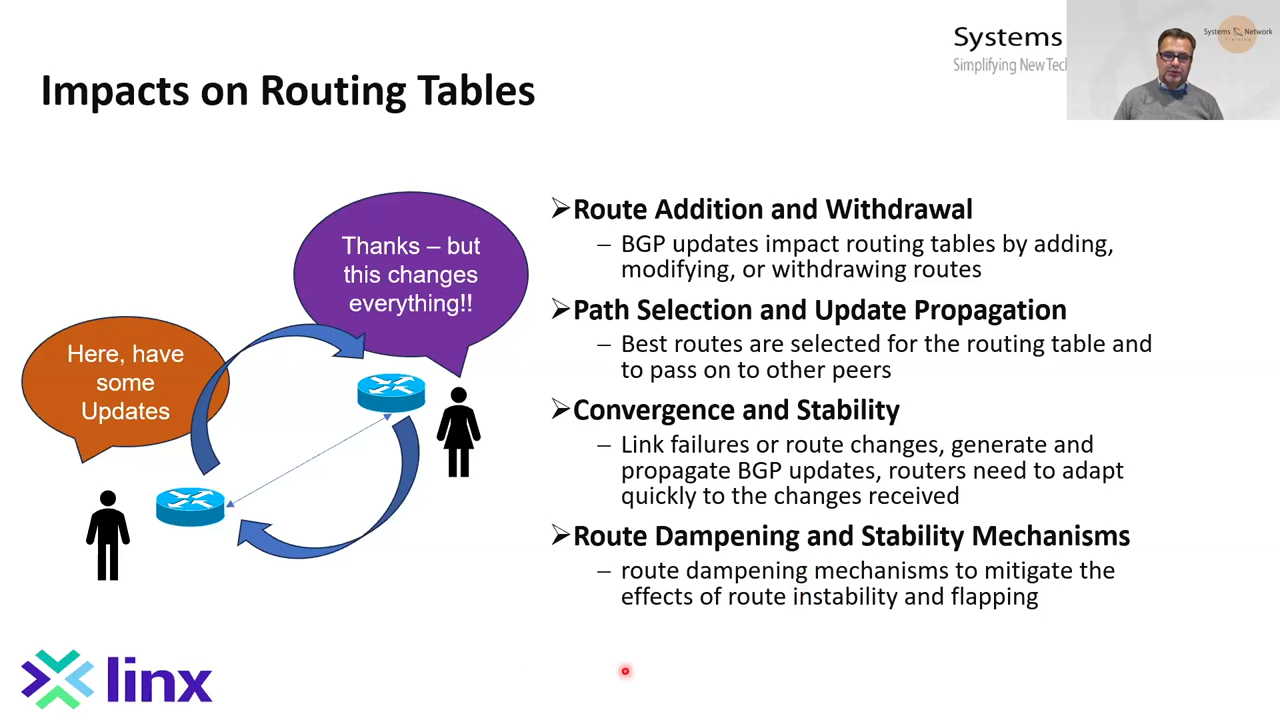 Systems
Simplifying New Tec
Systems & Network
Training
Impacts on Routing Tables
Thanks – but
this changes
everything!!
Here, have
some
Updates
➢Route Addition and Withdrawal
– BGP updates impact routing tables by adding,
modifying, or withdrawing routes
➢Path Selection and Update Propagation
– Best routes are selected for the routing table and
to pass on to other peers
➢Convergence and Stability
– Link failures or route changes, generate and
propagate BGP updates, routers need to adapt
quickly to the changes received
➢Route Dampening and Stability Mechanisms
– route dampening mechanisms to mitigate the
effects of route instability and flapping
linx